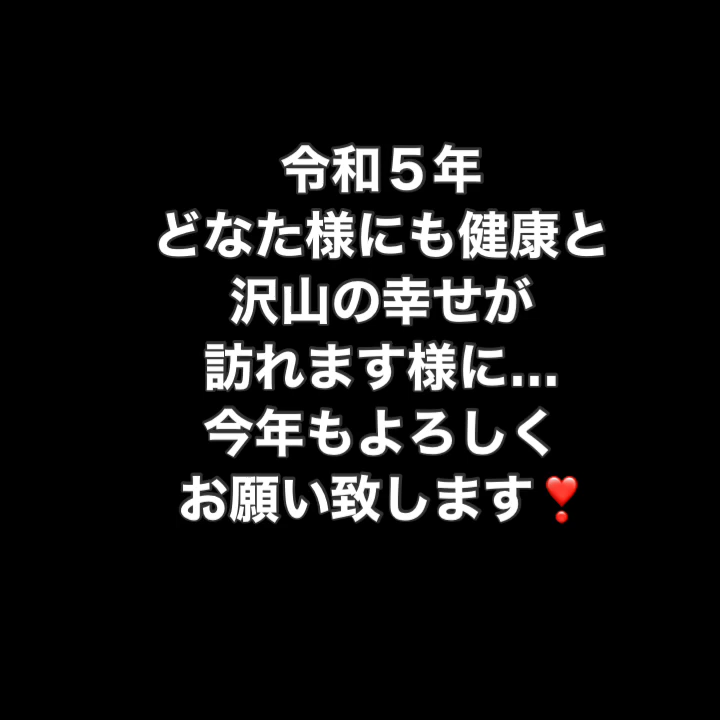 令和５年
どなた様にも健康と
沢山の幸せが
訪れます様に...
今年もよろしく
お願い致します❣️